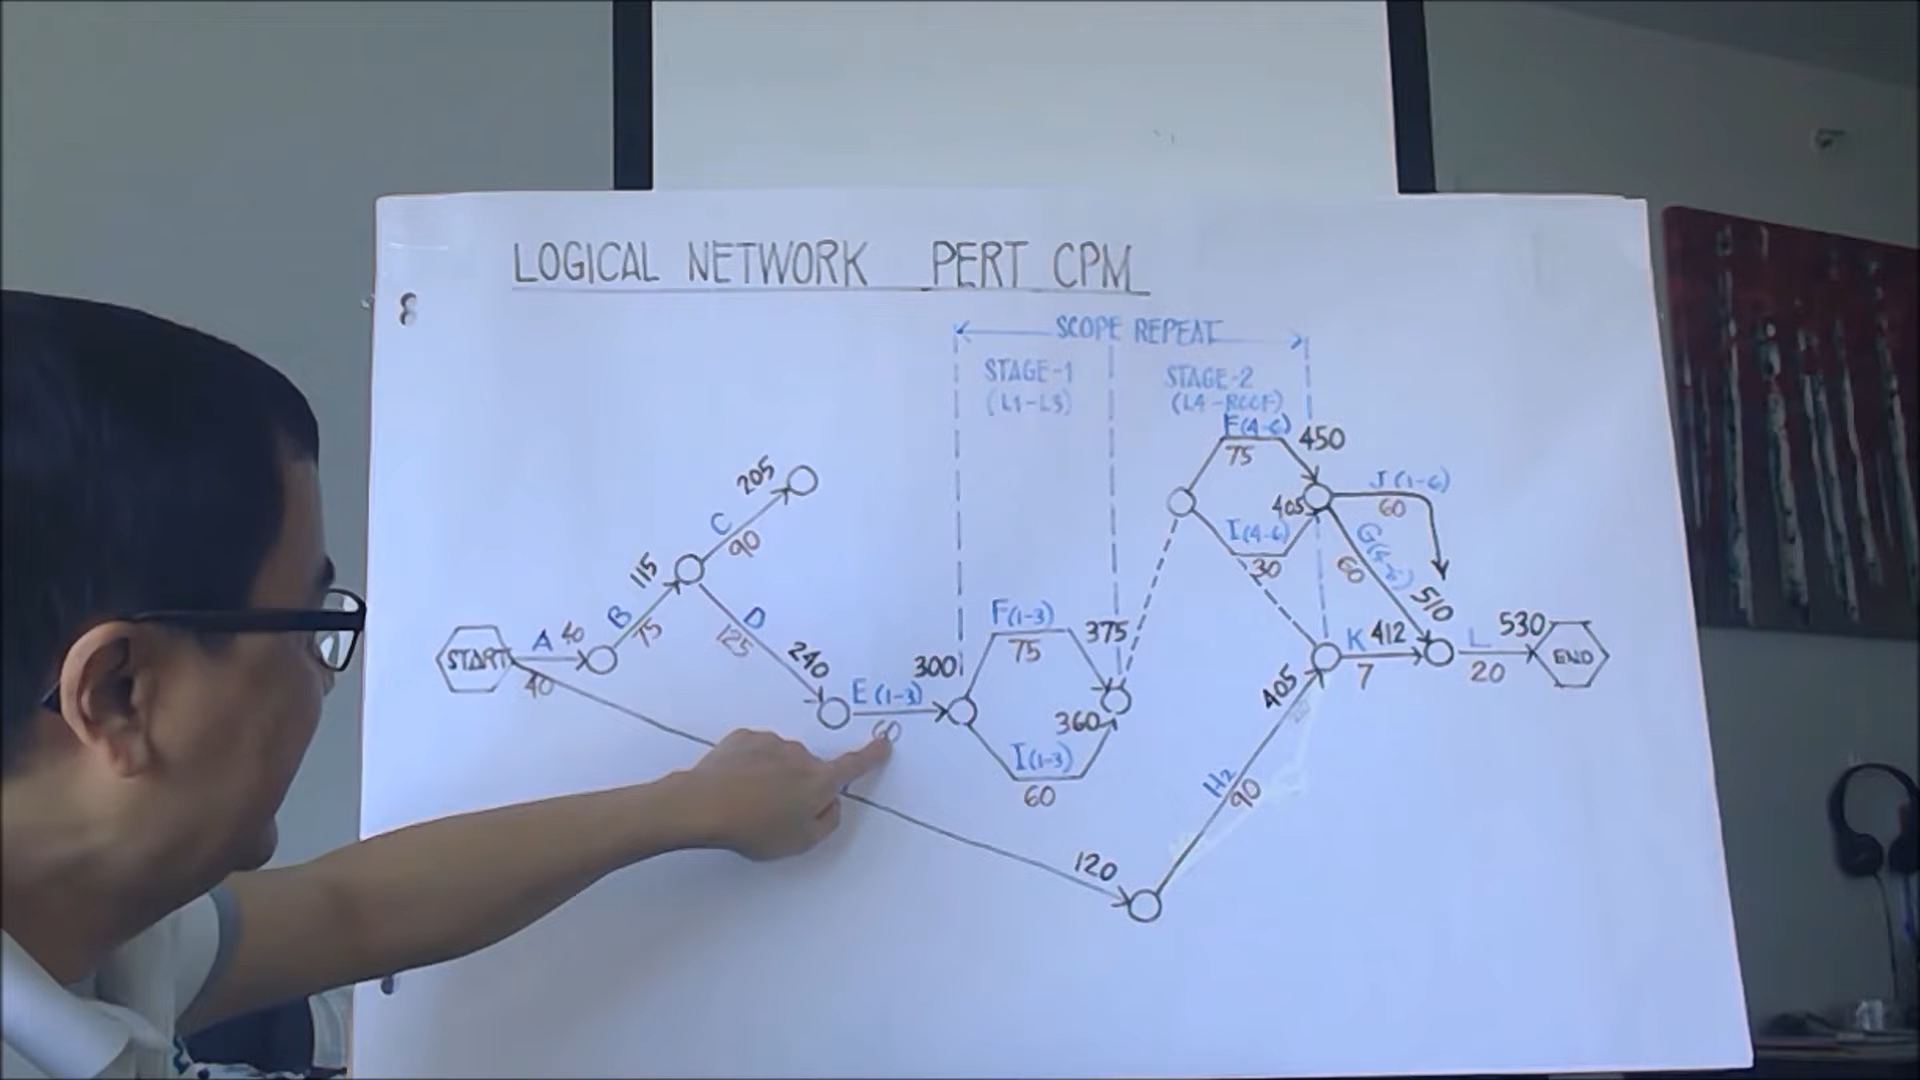 LOGICAL NETWORK PERT CPM
8
SCOPE REPEAT
STAGE-1
(L1-L3)
STAGE-2
(L4-RCCF)
F(4-6)
75
450
J(1-6)
60
405
I(4-6)
30
60
510
205
C
90
115
B
75
D
125
START
A
40
40
240
E(1-3)
60
300
F(1-3)
75
375
360
I(1-3)
60
K
412
7
L
20
530
END
405
H2
90
120